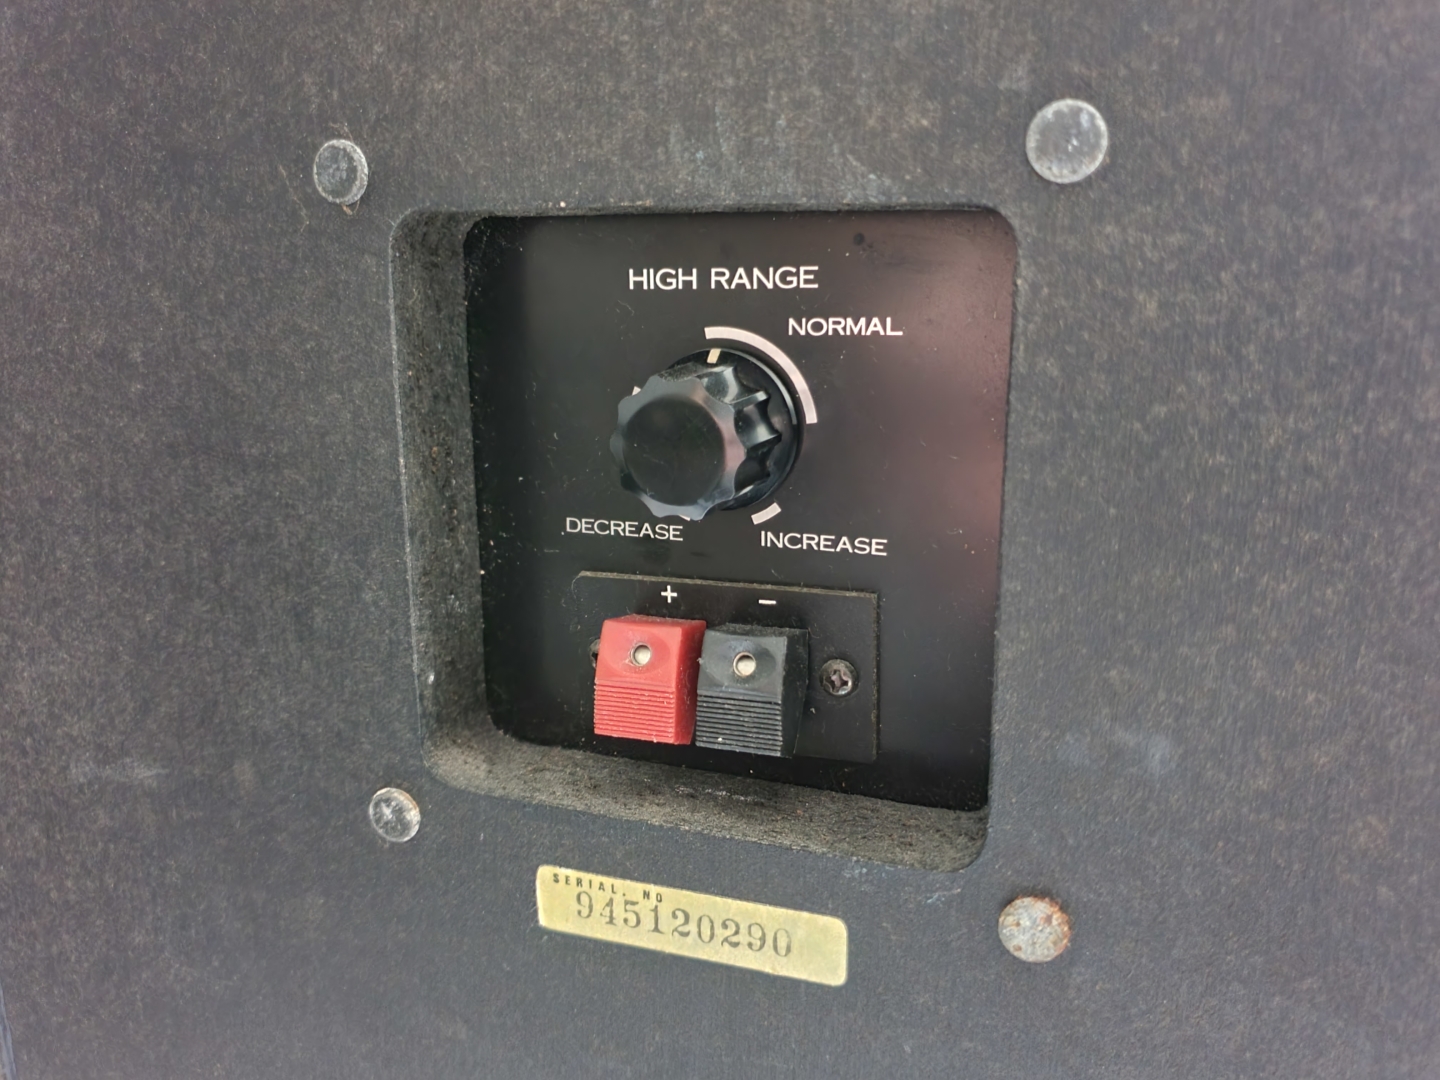 HIGH RANGE
NORMAL
DECREASE
INCREASE
+ −
SERIAL. NO
945120290